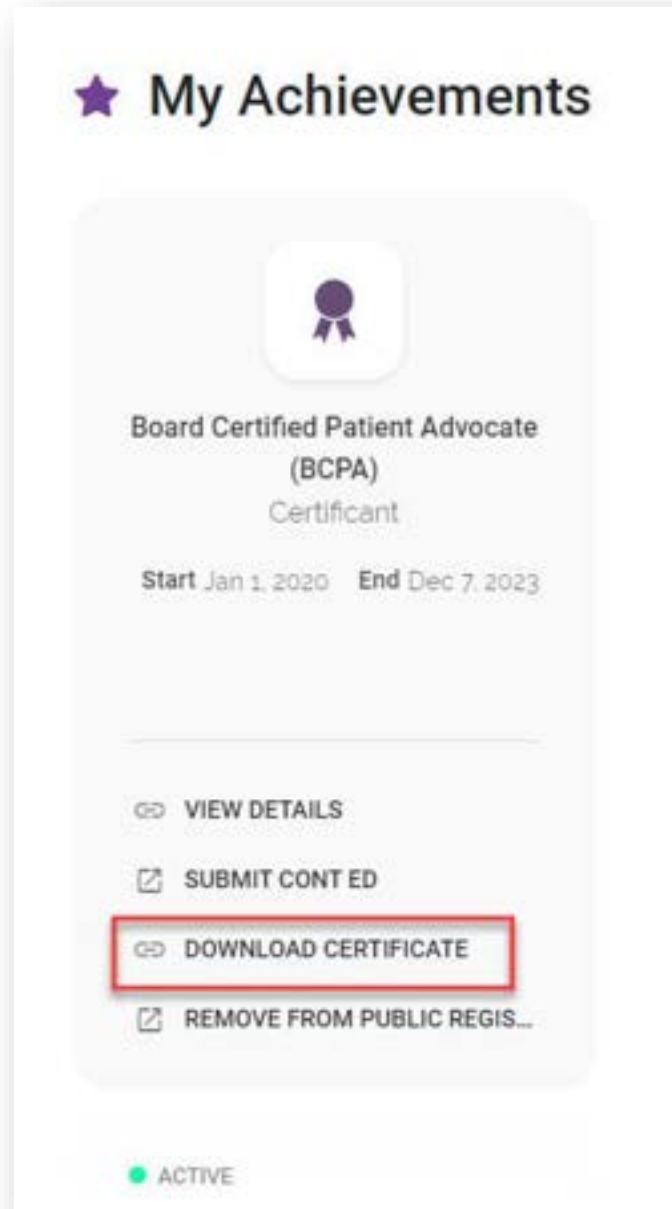 My Achievements
Board Certified Patient Advocate
(BCPA)
Certificant
Start Jan 1, 2020 End Dec 7, 2023
VIEW DETAILS
SUBMIT CONT ED
DOWNLOAD CERTIFICATE
REMOVE FROM PUBLIC REGIS...
ACTIVE